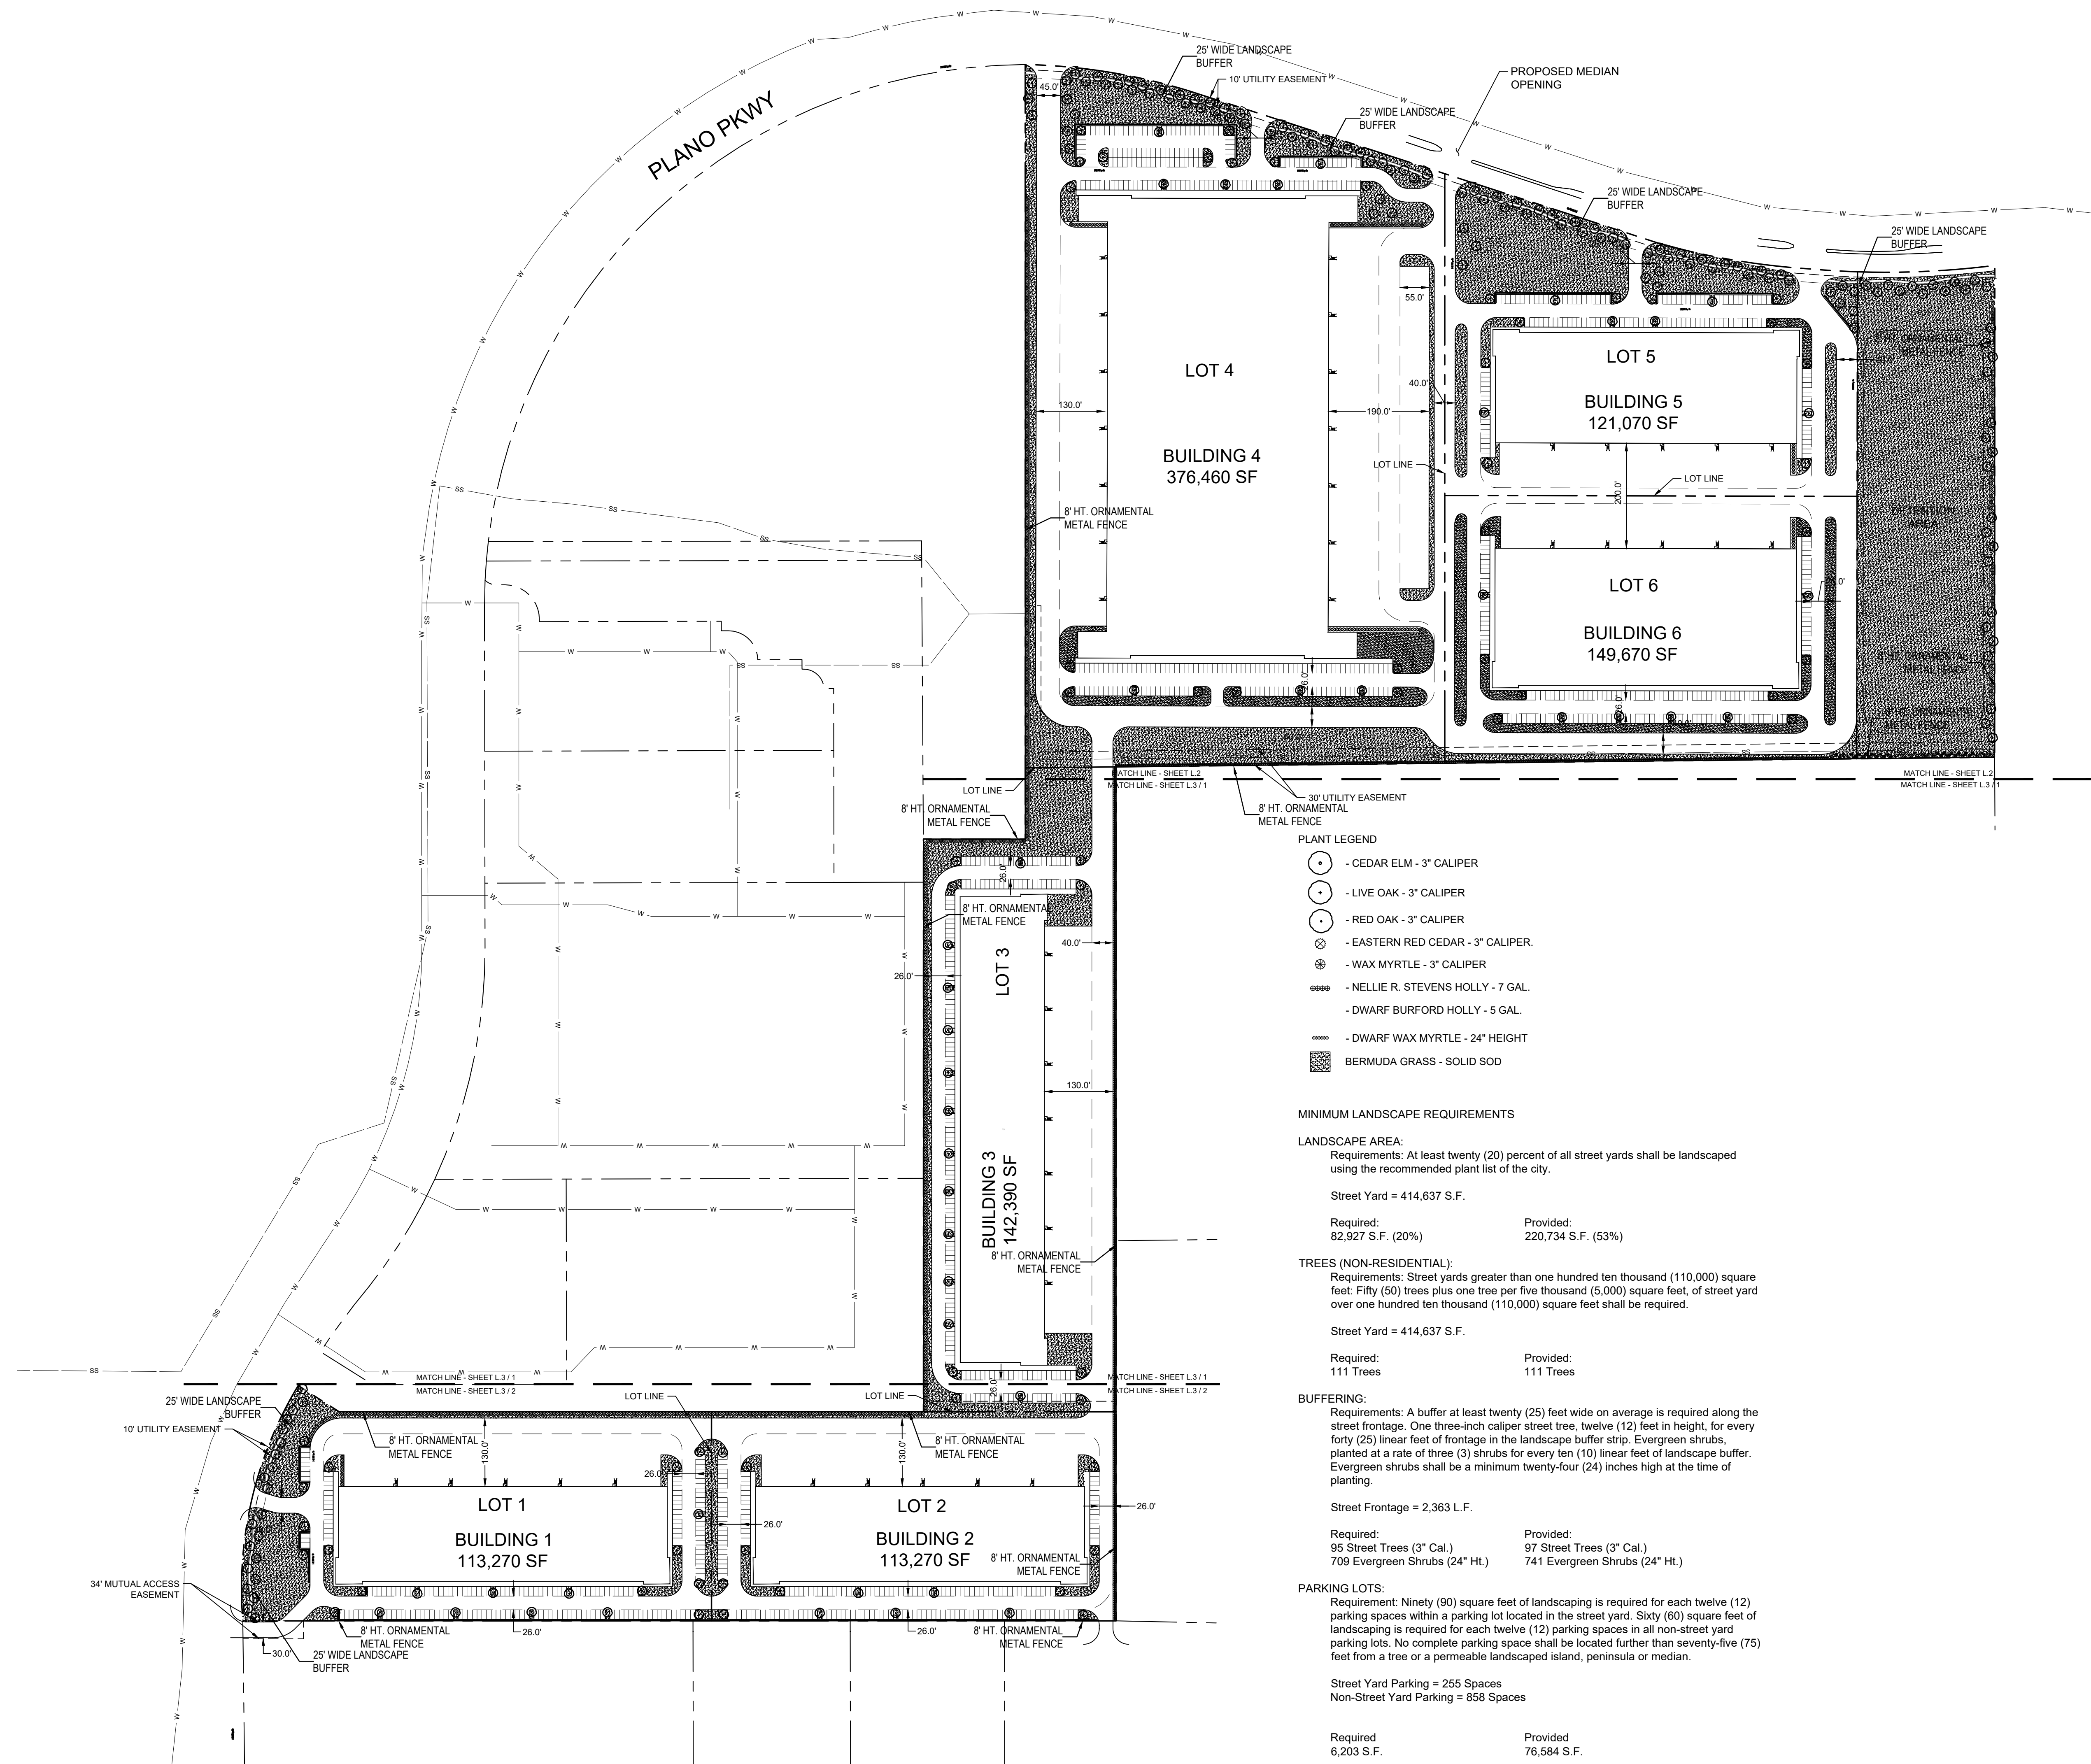 PLANO PKWY
25' WIDE LANDSCAPE
BUFFER
10' UTILITY EASEMENT
45.0'
PROPOSED MEDIAN
OPENING
25' WIDE LANDSCAPE
BUFFER
25' WIDE LANDSCAPE
BUFFER
25' WIDE LANDSCAPE
BUFFER
55.0'
LOT 4
BUILDING 4
376,460 SF
130.0'
190.0'
40.0'
LOT LINE
8' HT. ORNAMENTAL
METAL FENCE
LOT 5
BUILDING 5
121,070 SF
LOT LINE
200.0'
8' HT. ORNAMENTAL
METAL FENCE
DETENTION
AREA
LOT 6
BUILDING 6
149,670 SF
26.0'
26.0'
8' HT. ORNAMENTAL
METAL FENCE
8' HT. ORNAMENTAL
METAL FENCE
MATCH LINE - SHEET L.2
MATCH LINE - SHEET L.3 / 1
MATCH LINE - SHEET L.2
MATCH LINE - SHEET L.3 / 1
LOT LINE
30' UTILITY EASEMENT
8' HT. ORNAMENTAL
METAL FENCE
8' HT. ORNAMENTAL
METAL FENCE
26.0'
8' HT. ORNAMENTAL
METAL FENCE
40.0'
26.0'
LOT 3
130.0'
BUILDING 3
142,390 SF
8' HT. ORNAMENTAL
METAL FENCE
26.0'
MATCH LINE - SHEET L.3 / 1
MATCH LINE - SHEET L.3 / 2
MATCH LINE - SHEET L.3 / 1
MATCH LINE - SHEET L.3 / 2
LOT LINE
LOT LINE
25' WIDE LANDSCAPE
BUFFER
10' UTILITY EASEMENT
8' HT. ORNAMENTAL
METAL FENCE
130.0'
8' HT. ORNAMENTAL
METAL FENCE
130.0'
26.0'
26.0'
26.0'
LOT 1
BUILDING 1
113,270 SF
LOT 2
BUILDING 2
113,270 SF
8' HT. ORNAMENTAL
METAL FENCE
34' MUTUAL ACCESS
EASEMENT
8' HT. ORNAMENTAL
METAL FENCE
26.0'
26.0'
8' HT. ORNAMENTAL
METAL FENCE
30.0'
25' WIDE LANDSCAPE
BUFFER
PLANT LEGEND
- CEDAR ELM - 3" CALIPER
- LIVE OAK - 3" CALIPER
- RED OAK - 3" CALIPER
- EASTERN RED CEDAR - 3" CALIPER.
- WAX MYRTLE - 3" CALIPER
- NELLIE R. STEVENS HOLLY - 7 GAL.
- DWARF BURFORD HOLLY - 5 GAL.
- DWARF WAX MYRTLE - 24" HEIGHT
BERMUDA GRASS - SOLID SOD
MINIMUM LANDSCAPE REQUIREMENTS
LANDSCAPE AREA:
Requirements: At least twenty (20) percent of all street yards shall be landscaped
using the recommended plant list of the city.
Street Yard = 414,637 S.F.
Required: Provided:
82,927 S.F. (20%) 220,734 S.F. (53%)
TREES (NON-RESIDENTIAL):
Requirements: Street yards greater than one hundred ten thousand (110,000) square
feet: Fifty (50) trees plus one tree per five thousand (5,000) square feet, of street yard
over one hundred ten thousand (110,000) square feet shall be required.
Street Yard = 414,637 S.F.
Required: Provided:
111 Trees 111 Trees
BUFFERING:
Requirements: A buffer at least twenty (25) feet wide on average is required along the
street frontage. One three-inch caliper street tree, twelve (12) feet in height, for every
forty (25) linear feet of frontage in the landscape buffer strip. Evergreen shrubs,
planted at a rate of three (3) shrubs for every ten (10) linear feet of landscape buffer.
Evergreen shrubs shall be a minimum twenty-four (24) inches high at the time of
planting.
Street Frontage = 2,363 L.F.
Required: Provided:
95 Street Trees (3" Cal.) 97 Street Trees (3" Cal.)
709 Evergreen Shrubs (24" Ht.) 741 Evergreen Shrubs (24" Ht.)
PARKING LOTS:
Requirement: Ninety (90) square feet of landscaping is required for each twelve (12)
parking spaces within a parking lot located in the street yard. Sixty (60) square feet of
landscaping is required for each twelve (12) parking spaces in all non-street yard
parking lots. No complete parking space shall be located further than seventy-five (75)
feet from a tree or a permeable landscaped island, peninsula or median.
Street Yard Parking = 255 Spaces
Non-Street Yard Parking = 858 Spaces
Required Provided
6,203 S.F. 76,584 S.F.